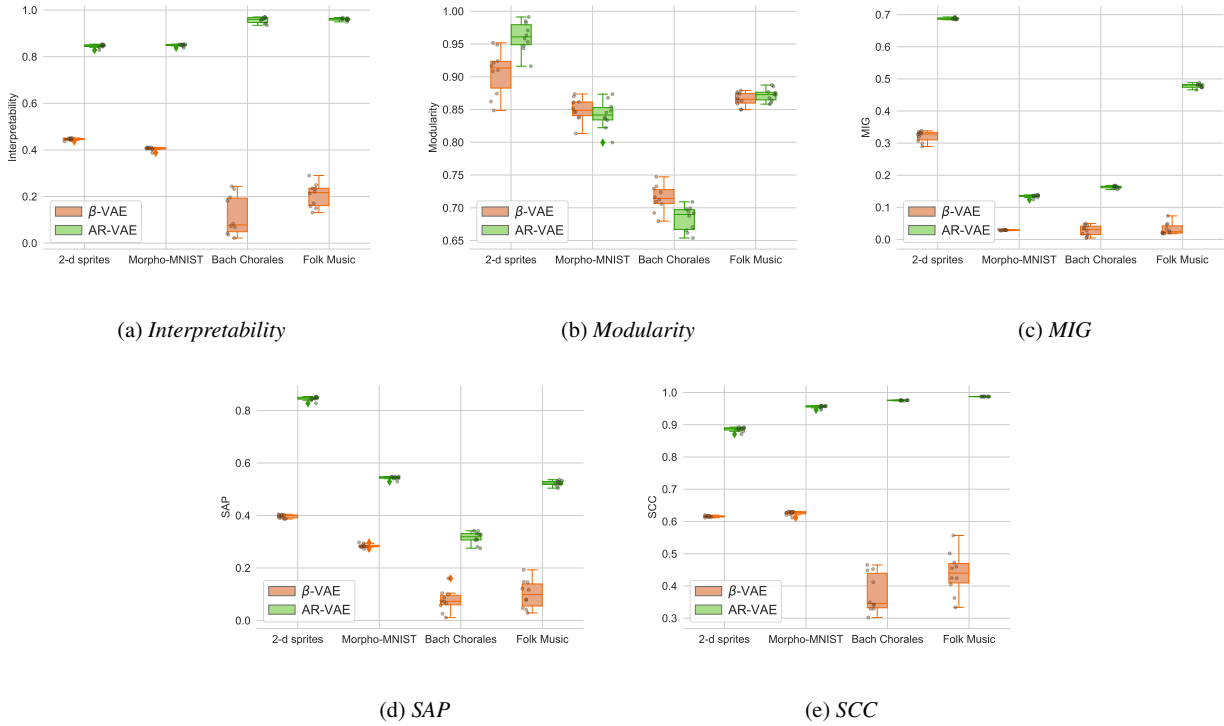 1.0
0.8
0.6
0.4
0.2
0.0
Interpretability
β-VAE
AR-VAE
2-d sprites Morpho-MNIST Bach Chorales Folk Music
(a) Interpretability
1.00
0.95
0.90
0.85
0.80
0.75
0.70
0.65
Modularity
β-VAE
AR-VAE
2-d sprites Morpho-MNIST Bach Chorales Folk Music
(b) Modularity
0.7
0.6
0.5
0.4
0.3
0.2
0.1
0.0
MIG
β-VAE
AR-VAE
2-d sprites Morpho-MNIST Bach Chorales Folk Music
(c) MIG
0.8
0.6
0.4
0.2
0.0
SAP
β-VAE
AR-VAE
2-d sprites Morpho-MNIST Bach Chorales Folk Music
(d) SAP
1.0
0.9
0.8
0.7
0.6
0.5
0.4
0.3
SCC
β-VAE
AR-VAE
2-d sprites Morpho-MNIST Bach Chorales Folk Music
(e) SCC